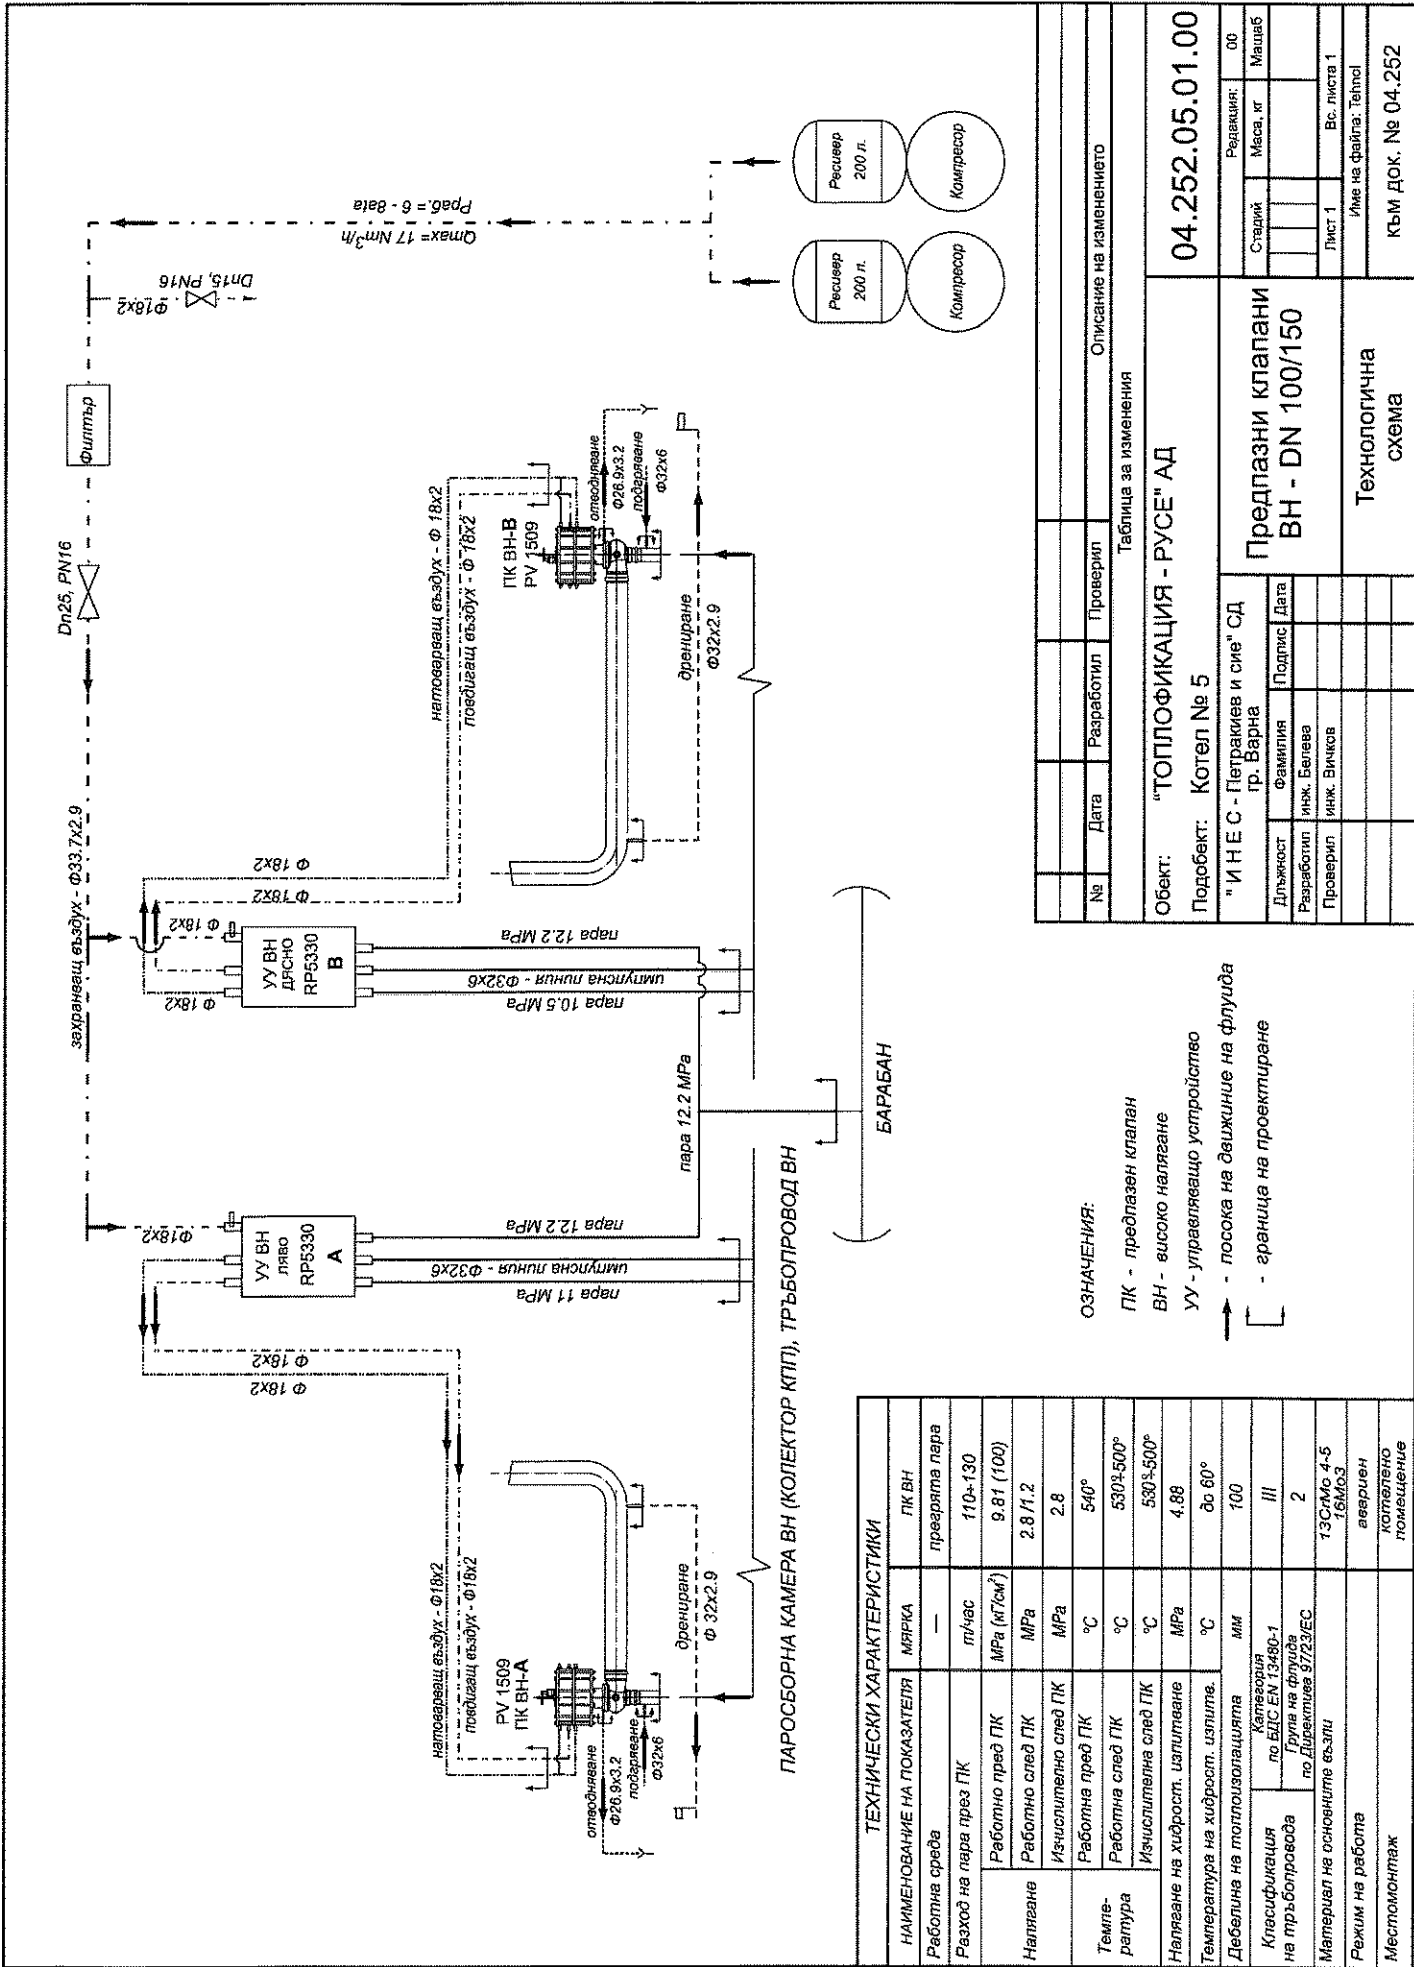 Ресивер
200 л.
Компресор
Ресивер
200 л.
Компресор
Qmax= 17 Nm³/h
Pраб.= 6 - 8ata
Ф18x2
Dn15, PN16
Филтър
Dn25, PN16
захранващ въздух - Ф33.7x2.9
натоварващ въздух - Ф 18x2
повдигащ въздух - Ф 18x2
Ф 18x2
Ф 18x2
Ф 18x2
Ф 18x2
УУ ВН
ДЯСНО
RP5330
B
пара 12.2 MPa
импулсна линия - Ф32x6
пара 10.5 MPa
ПК ВН-B
PV 1509
отводняване
Ф26.9x3.2
подгряване
Ф32x6
дрениране
Ф32x2.9
Ф18x2
УУ ВН
ЛЯВО
RP5330
A
пара 12.2 MPa
импулсна линия - Ф32x6
пара 11 MPa
Ф 18x2
Ф 18x2
натоварващ въздух - Ф18x2
повдигащ въздух - Ф18x2
PV 1509
ПК ВН-A
отводняване
Ф26.9x3.2
подгряване
Ф32x6
дрениране
Ф 32x2.9
пара 12.2 MPa
БАРАБАН
ПАРОСБОРНА КАМЕРА ВН (КОЛЕКТОР КПП), ТРЪБОПРОВОД ВН
ОЗНАЧЕНИЯ:
ПК - предпазен клапан
ВН - високо налягане
УУ - управляващо устройство
- посока на движиние на флуида
- граница на проектиране
ТЕХНИЧЕСКИ ХАРАКТЕРИСТИКИ
НАИМЕНОВАНИЕ НА ПОКАЗАТЕЛЯ МЯРКА ПК ВН
Работна среда — прегрята пара
Разход на пара през ПК т/час 110÷130
Налягане
Работно пред ПК MPa (кГ/см²) 9.81 (100)
Работно след ПК MPa 2.8 /1.2
Изчислително след ПК MPa 2.8
Темпе-
ратура
Работна пред ПК °C 540°
Работна след ПК °C 530÷500°
Изчислителна след ПК °C 530÷500°
Налягане на хидрост. изпитване MPa 4.88
Температура на хидрост. изпитв. °C до 60°
Дебелина на топлоизолацията мм 100
Класификация
на тръбопровода
Категория
по БДС EN 13480-1 III
Група на флуида
по Директива 97/23/EC 2
Материал на основните възли 13CrMo 4-5
16Mo3
Режим на работа авариен
Местомонтаж котелно
помещение
№ Дата Разработил Проверил Описание на изменението
Таблица за изменения
Обект: "ТОПЛОФИКАЦИЯ - РУСЕ" АД
Подобект: Котел № 5
04.252.05.01.00
" И Н Е С - Петракиев и сие" СД
гр. Варна
Длъжност Фамилия Подпис Дата
Разработил инж. Белева
Проверил инж. Вичков
Предпазни клапани
ВН - DN 100/150
Технологична
схема
Редакция: 00
Стадий Маса, кг Мащаб
Лист 1 Вс. листа 1
Име на файла: Tehnol
към док. № 04.252